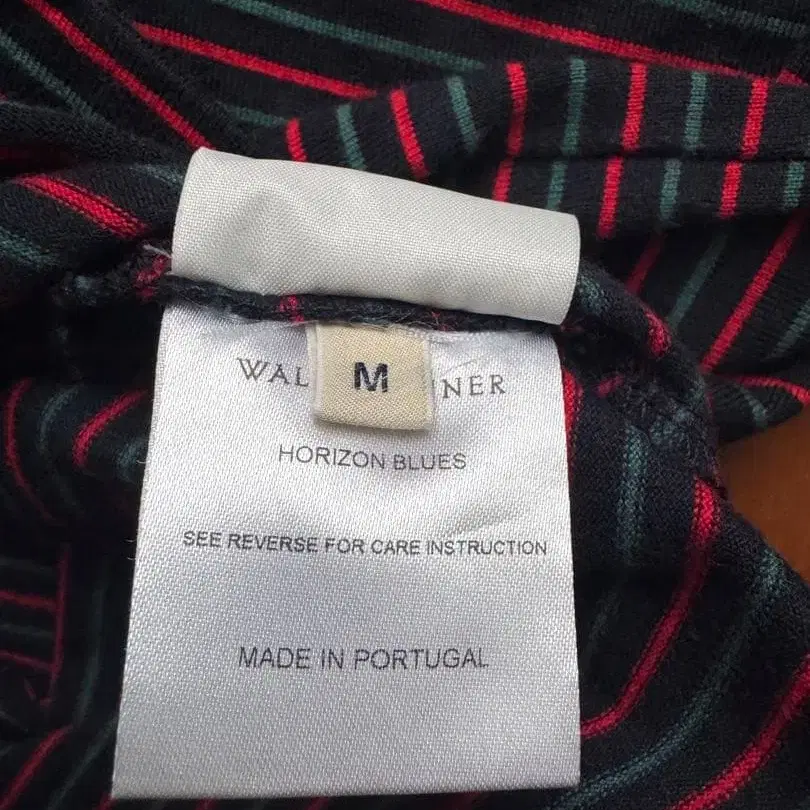 WAL M NER
HORIZON BLUES
SEE REVERSE FOR CARE INSTRUCTION
MADE IN PORTUGAL